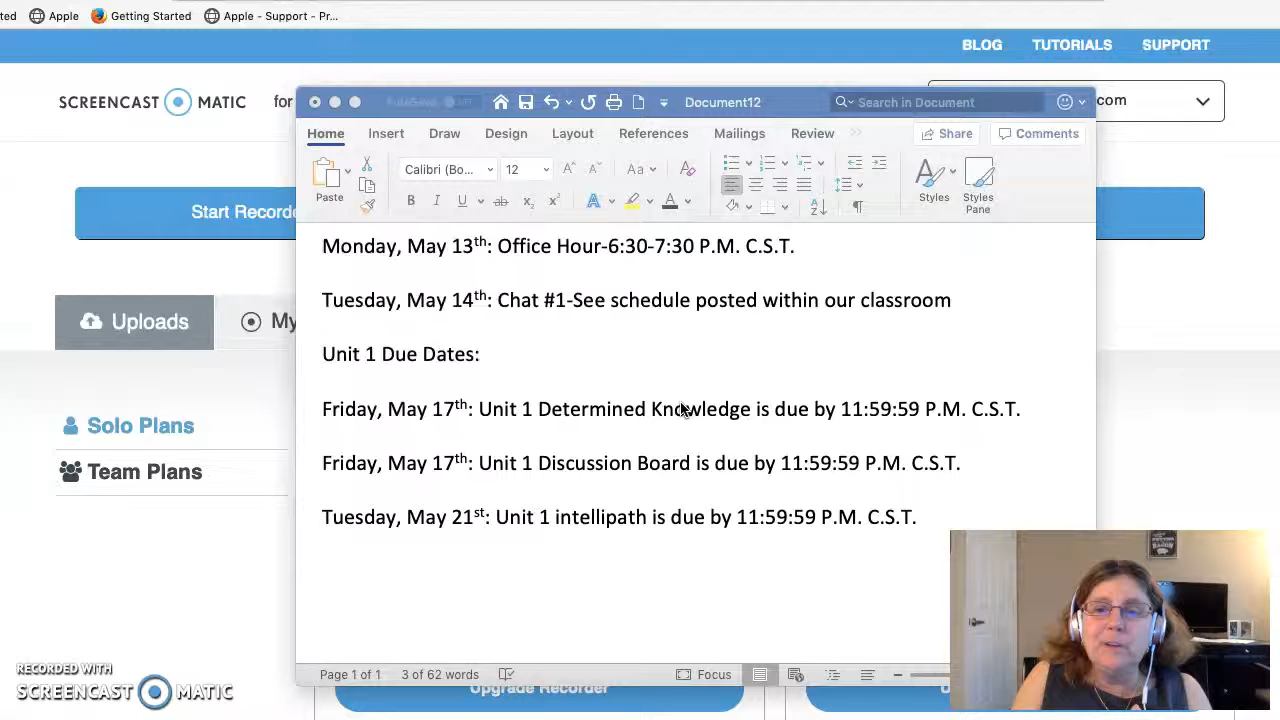 ted Apple Getting Started Apple - Support - Pr...
BLOG TUTORIALS SUPPORT
SCREENCAST MATIC for
com
AutoSaved OFF Document12 Search in Document
Home Insert Draw Design Layout References Mailings Review Share Comments
Paste Calibri (Bo... 12 Styles Styles Pane
Start Recorde
Monday, May 13th: Office Hour-6:30-7:30 P.M. C.S.T.
Tuesday, May 14th: Chat #1-See schedule posted within our classroom
Uploads My
Unit 1 Due Dates:
Friday, May 17th: Unit 1 Determined Knowledge is due by 11:59:59 P.M. C.S.T.
Solo Plans
Friday, May 17th: Unit 1 Discussion Board is due by 11:59:59 P.M. C.S.T.
Team Plans
Tuesday, May 21st: Unit 1 intellipath is due by 11:59:59 P.M. C.S.T.
Page 1 of 1 3 of 62 words Focus
Upgrade Recorder
RECORDED WITH
SCREENCAST MATIC